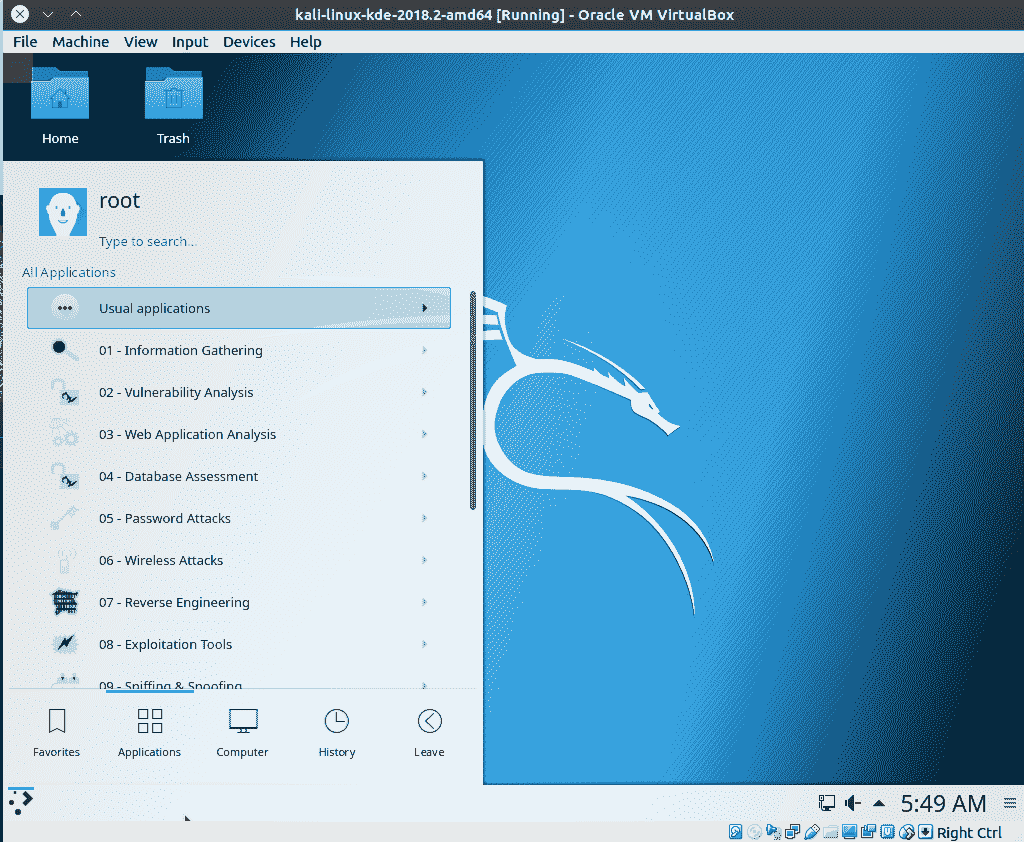 kali-linux-kde-2018.2-amd64 [Running] - Oracle VM VirtualBox
File Machine View Input Devices Help
Home Trash
root
Type to search...
All Applications
Usual applications
01 - Information Gathering
02 - Vulnerability Analysis
03 - Web Application Analysis
04 - Database Assessment
05 - Password Attacks
06 - Wireless Attacks
07 - Reverse Engineering
08 - Exploitation Tools
09 - Sniffing & Spoofing
Favorites Applications Computer History Leave
5:49 AM
Right Ctrl